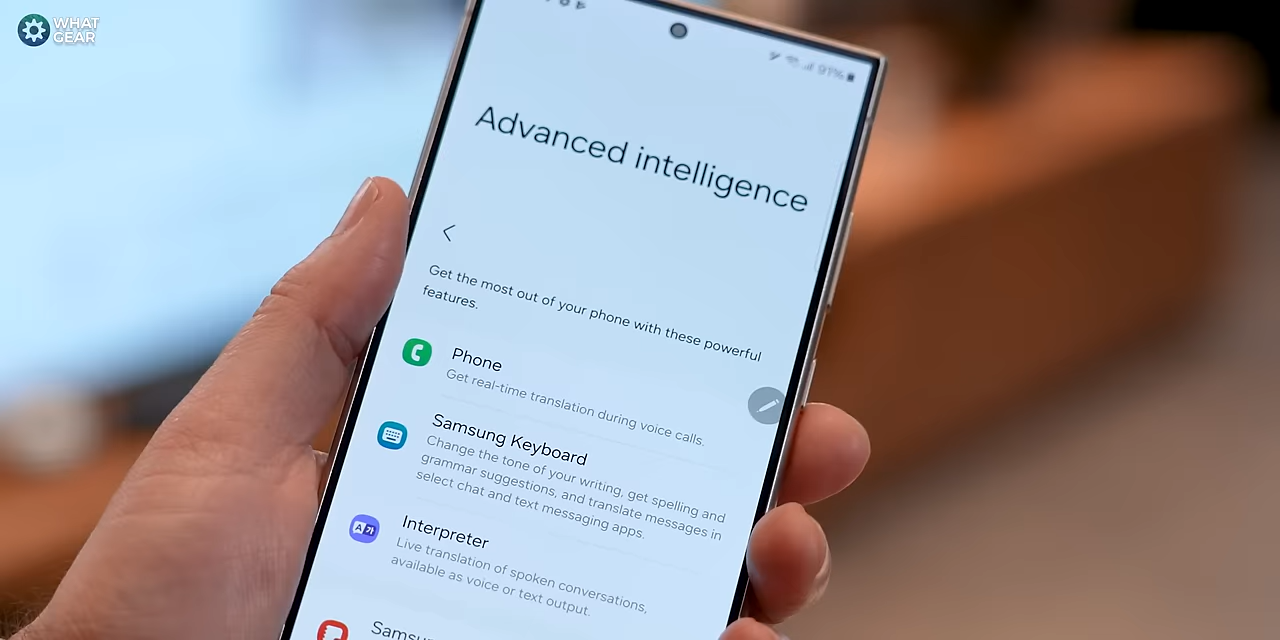 WHAT
GEAR
91%
Advanced intelligence
Get the most out of your phone with these powerful
features.
Phone
Get real-time translation during voice calls.
Samsung Keyboard
Change the tone of your writing, get spelling and
grammar suggestions, and translate messages in
select chat and text messaging apps.
Interpreter
Live translation of spoken conversations,
available as voice or text output.